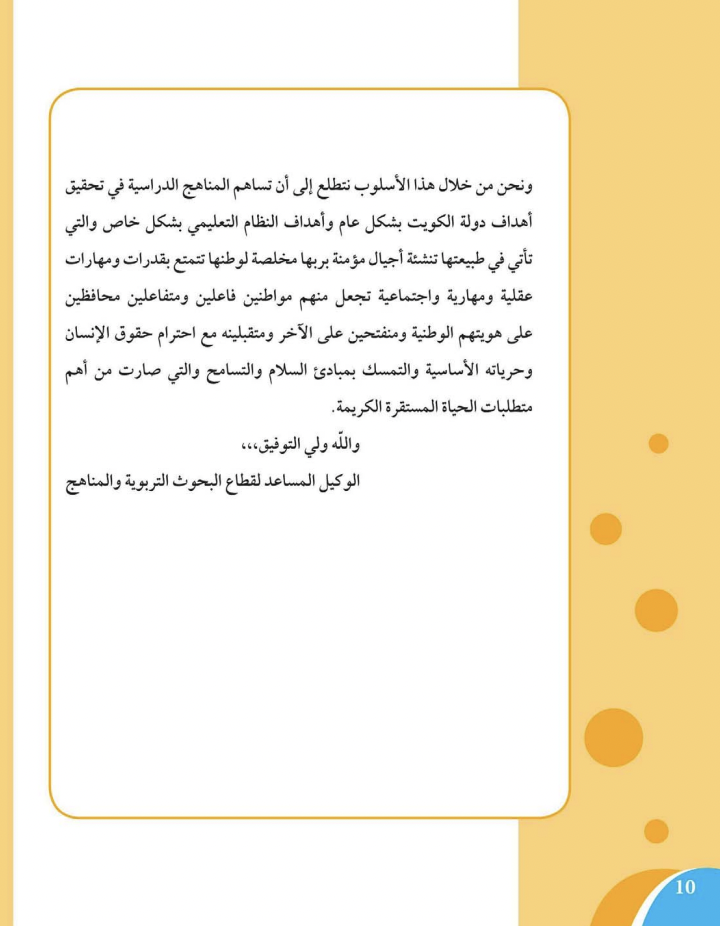 ونحن من خلال هذا الأسلوب نتطلع إلى أن تساهم المناهج الدراسية في تحقيق
أهداف دولة الكويت بشكل عام وأهداف النظام التعليمي بشكل خاص والتي
تأتي في طبيعتها تنشئة أجيال مؤمنة بربها مخلصة لوطنها تتمتع بقدرات ومهارات
عقلية ومهارية واجتماعية تجعل منهم مواطنين فاعلين ومتفاعلين محافظين
على هويتهم الوطنية ومنفتحين على الآخر ومتقبلينه مع احترام حقوق الإنسان
وحرياته الأساسية والتمسك بمبادئ السلام والتسامح والتي صارت من أهم
متطلبات الحياة المستقرة الكريمة.
واللّه ولي التوفيق،،،
الوكيل المساعد لقطاع البحوث التربوية والمناهج
10